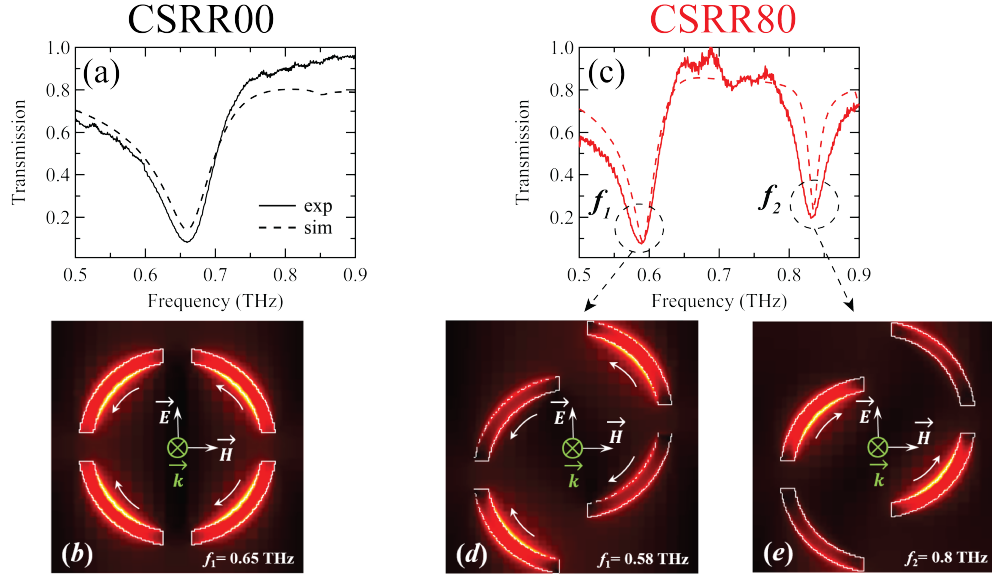 CSRR00
CSRR80
(a)
1.0
0.8
0.6
0.4
0.2
Transmission
exp
sim
0.5 0.6 0.7 0.8 0.9
Frequency (THz)
(c)
1.0
0.8
0.6
0.4
0.2
Transmission
f1
f2
0.5 0.6 0.7 0.8 0.9
Frequency (THz)
E
H
k
(b)
f1= 0.65 THz
E
H
k
(d)
f1= 0.58 THz
E
H
k
(e)
f2= 0.8 THz